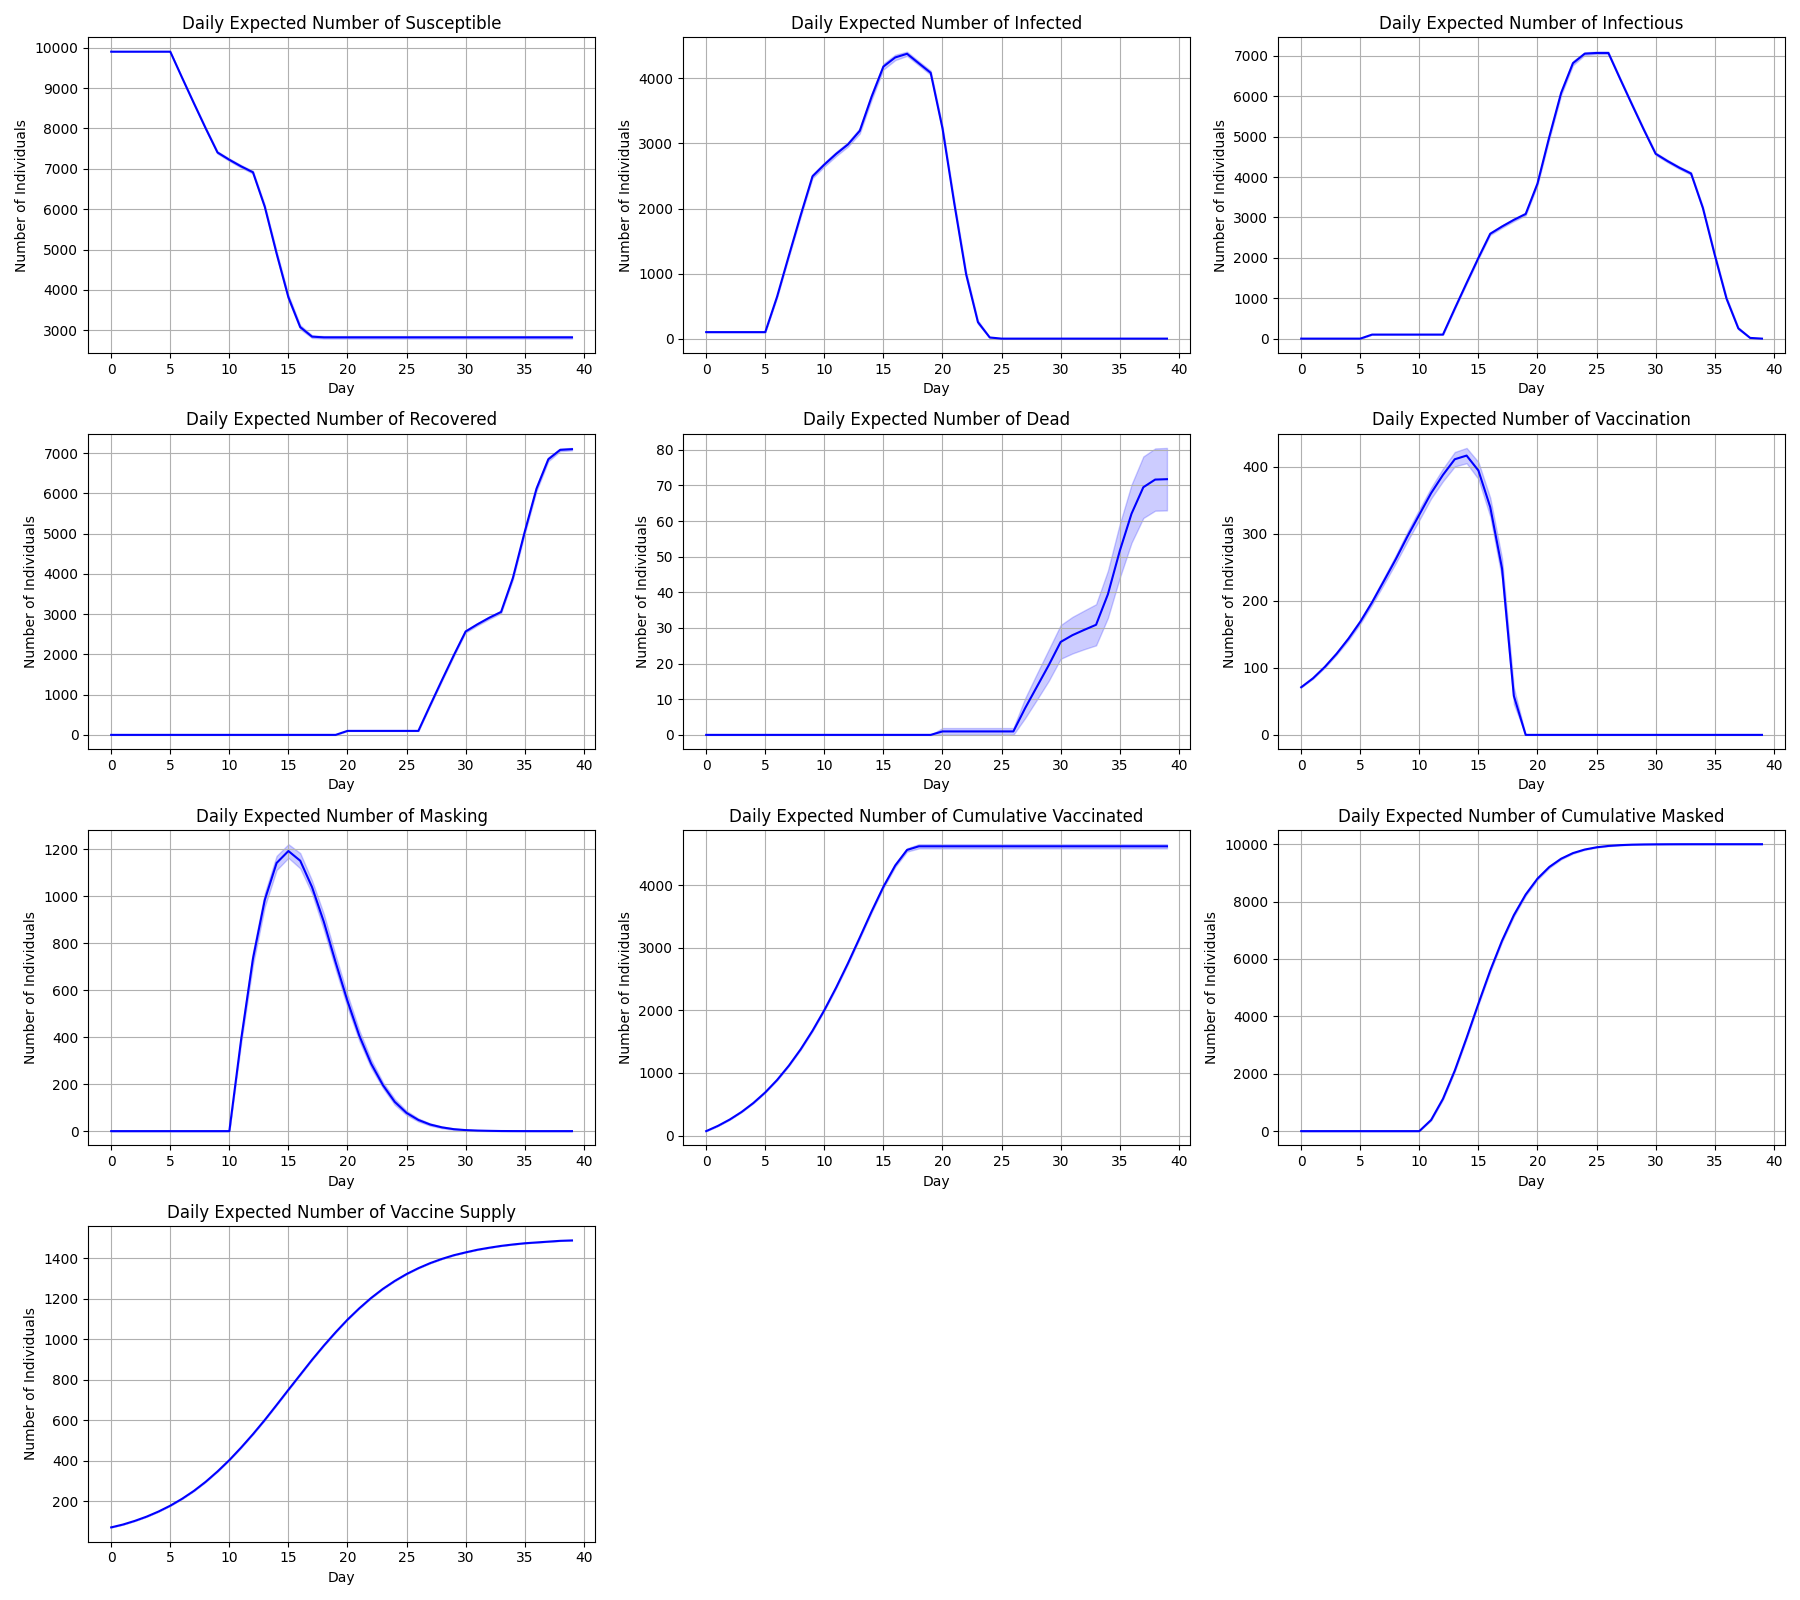 Daily Expected Number of Susceptible
Number of Individuals
10000
9000
8000
7000
6000
5000
4000
3000
0 5 10 15 20 25 30 35 40
Day
Daily Expected Number of Infected
Number of Individuals
4000
3000
2000
1000
0
0 5 10 15 20 25 30 35 40
Day
Daily Expected Number of Infectious
Number of Individuals
7000
6000
5000
4000
3000
2000
1000
0
0 5 10 15 20 25 30 35 40
Day
Daily Expected Number of Recovered
Number of Individuals
7000
6000
5000
4000
3000
2000
1000
0
0 5 10 15 20 25 30 35 40
Day
Daily Expected Number of Dead
Number of Individuals
80
70
60
50
40
30
20
10
0
0 5 10 15 20 25 30 35 40
Day
Daily Expected Number of Vaccination
Number of Individuals
400
300
200
100
0
0 5 10 15 20 25 30 35 40
Day
Daily Expected Number of Masking
Number of Individuals
1200
1000
800
600
400
200
0
0 5 10 15 20 25 30 35 40
Day
Daily Expected Number of Cumulative Vaccinated
Number of Individuals
4000
3000
2000
1000
0
0 5 10 15 20 25 30 35 40
Day
Daily Expected Number of Cumulative Masked
Number of Individuals
10000
8000
6000
4000
2000
0
0 5 10 15 20 25 30 35 40
Day
Daily Expected Number of Vaccine Supply
Number of Individuals
1400
1200
1000
800
600
400
200
0 5 10 15 20 25 30 35 40
Day